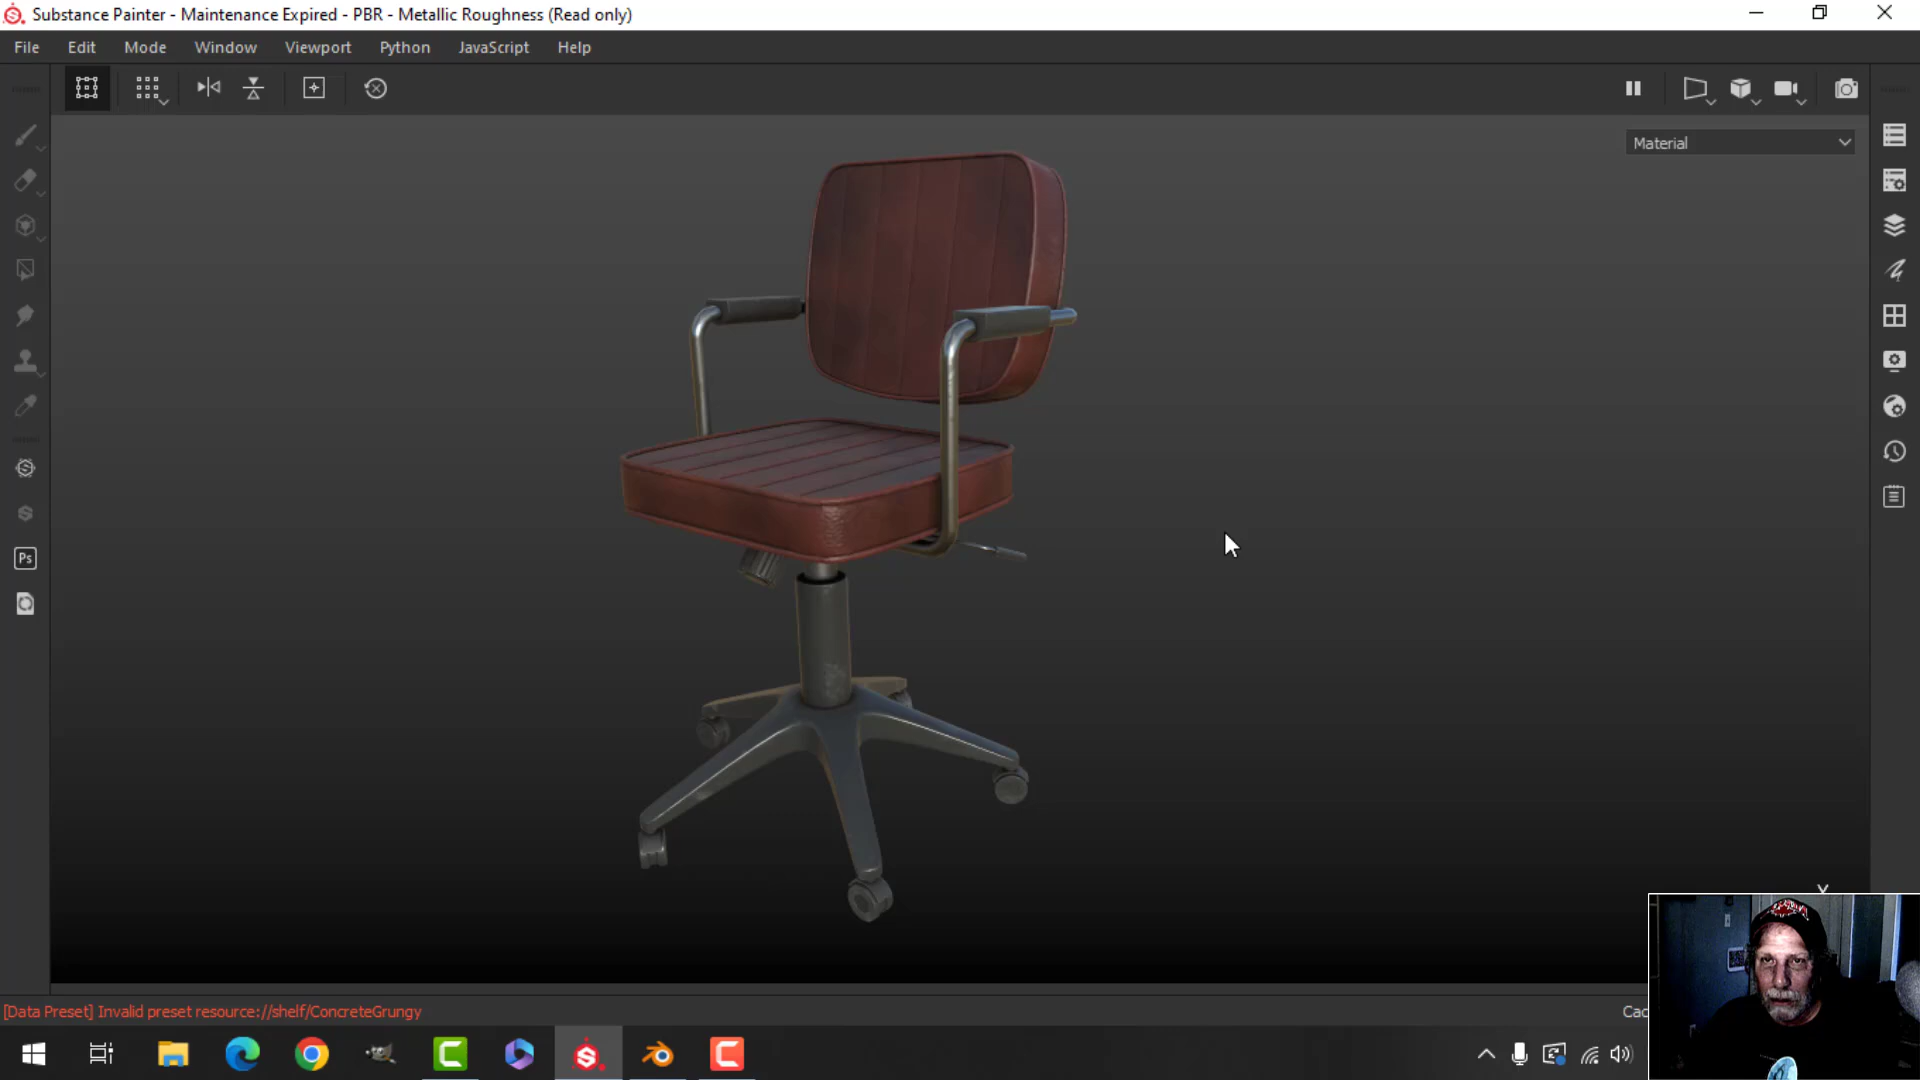 Substance Painter - Maintenance Expired - PBR - Metallic Roughness (Read only)
File Edit Mode Window Viewport Python JavaScript Help
Material
Ps
Y
[Data Preset] Invalid preset resource://shelf/ConcreteGrungy
Cac